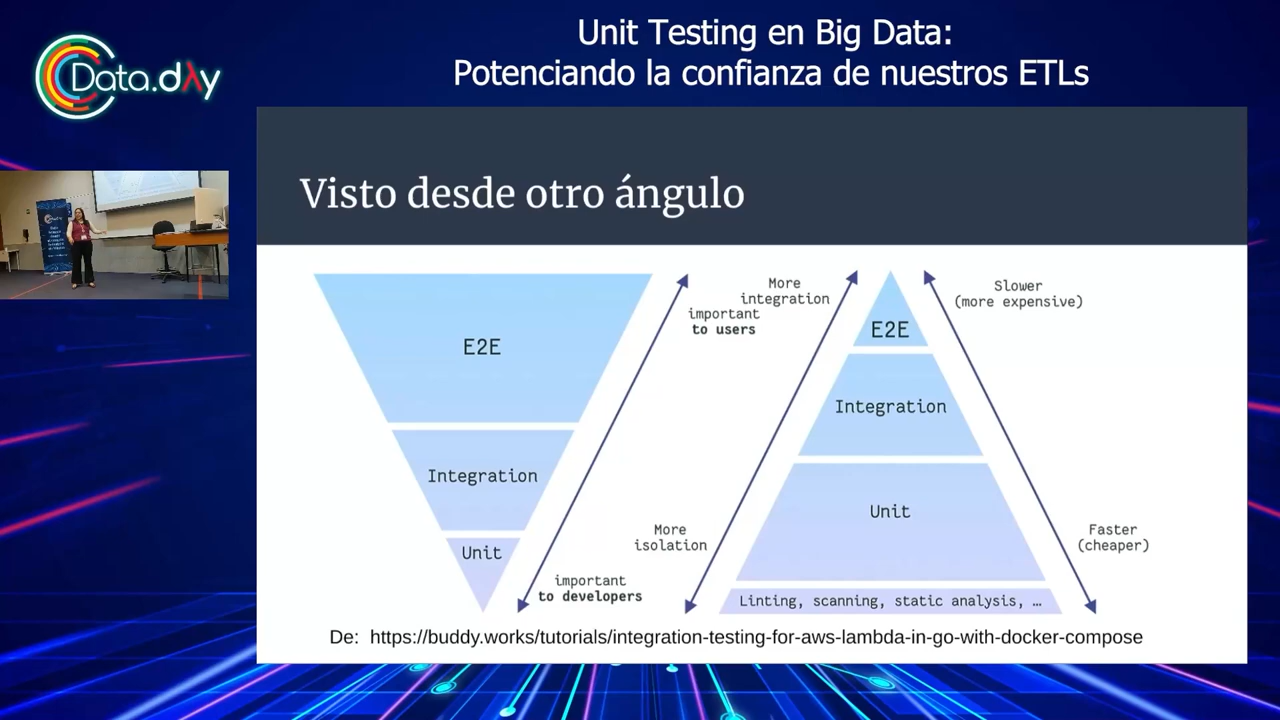 Unit Testing en Big Data:
Potenciando la confianza de nuestros ETLs
Data.dλy
Visto desde otro ángulo
E2E
Integration
Unit
important
to users
important
to developers
More
integration
More
isolation
E2E
Integration
Unit
Linting, scanning, static analysis, …
Slower
(more expensive)
Faster
(cheaper)
De: https://buddy.works/tutorials/integration-testing-for-aws-lambda-in-go-with-docker-compose